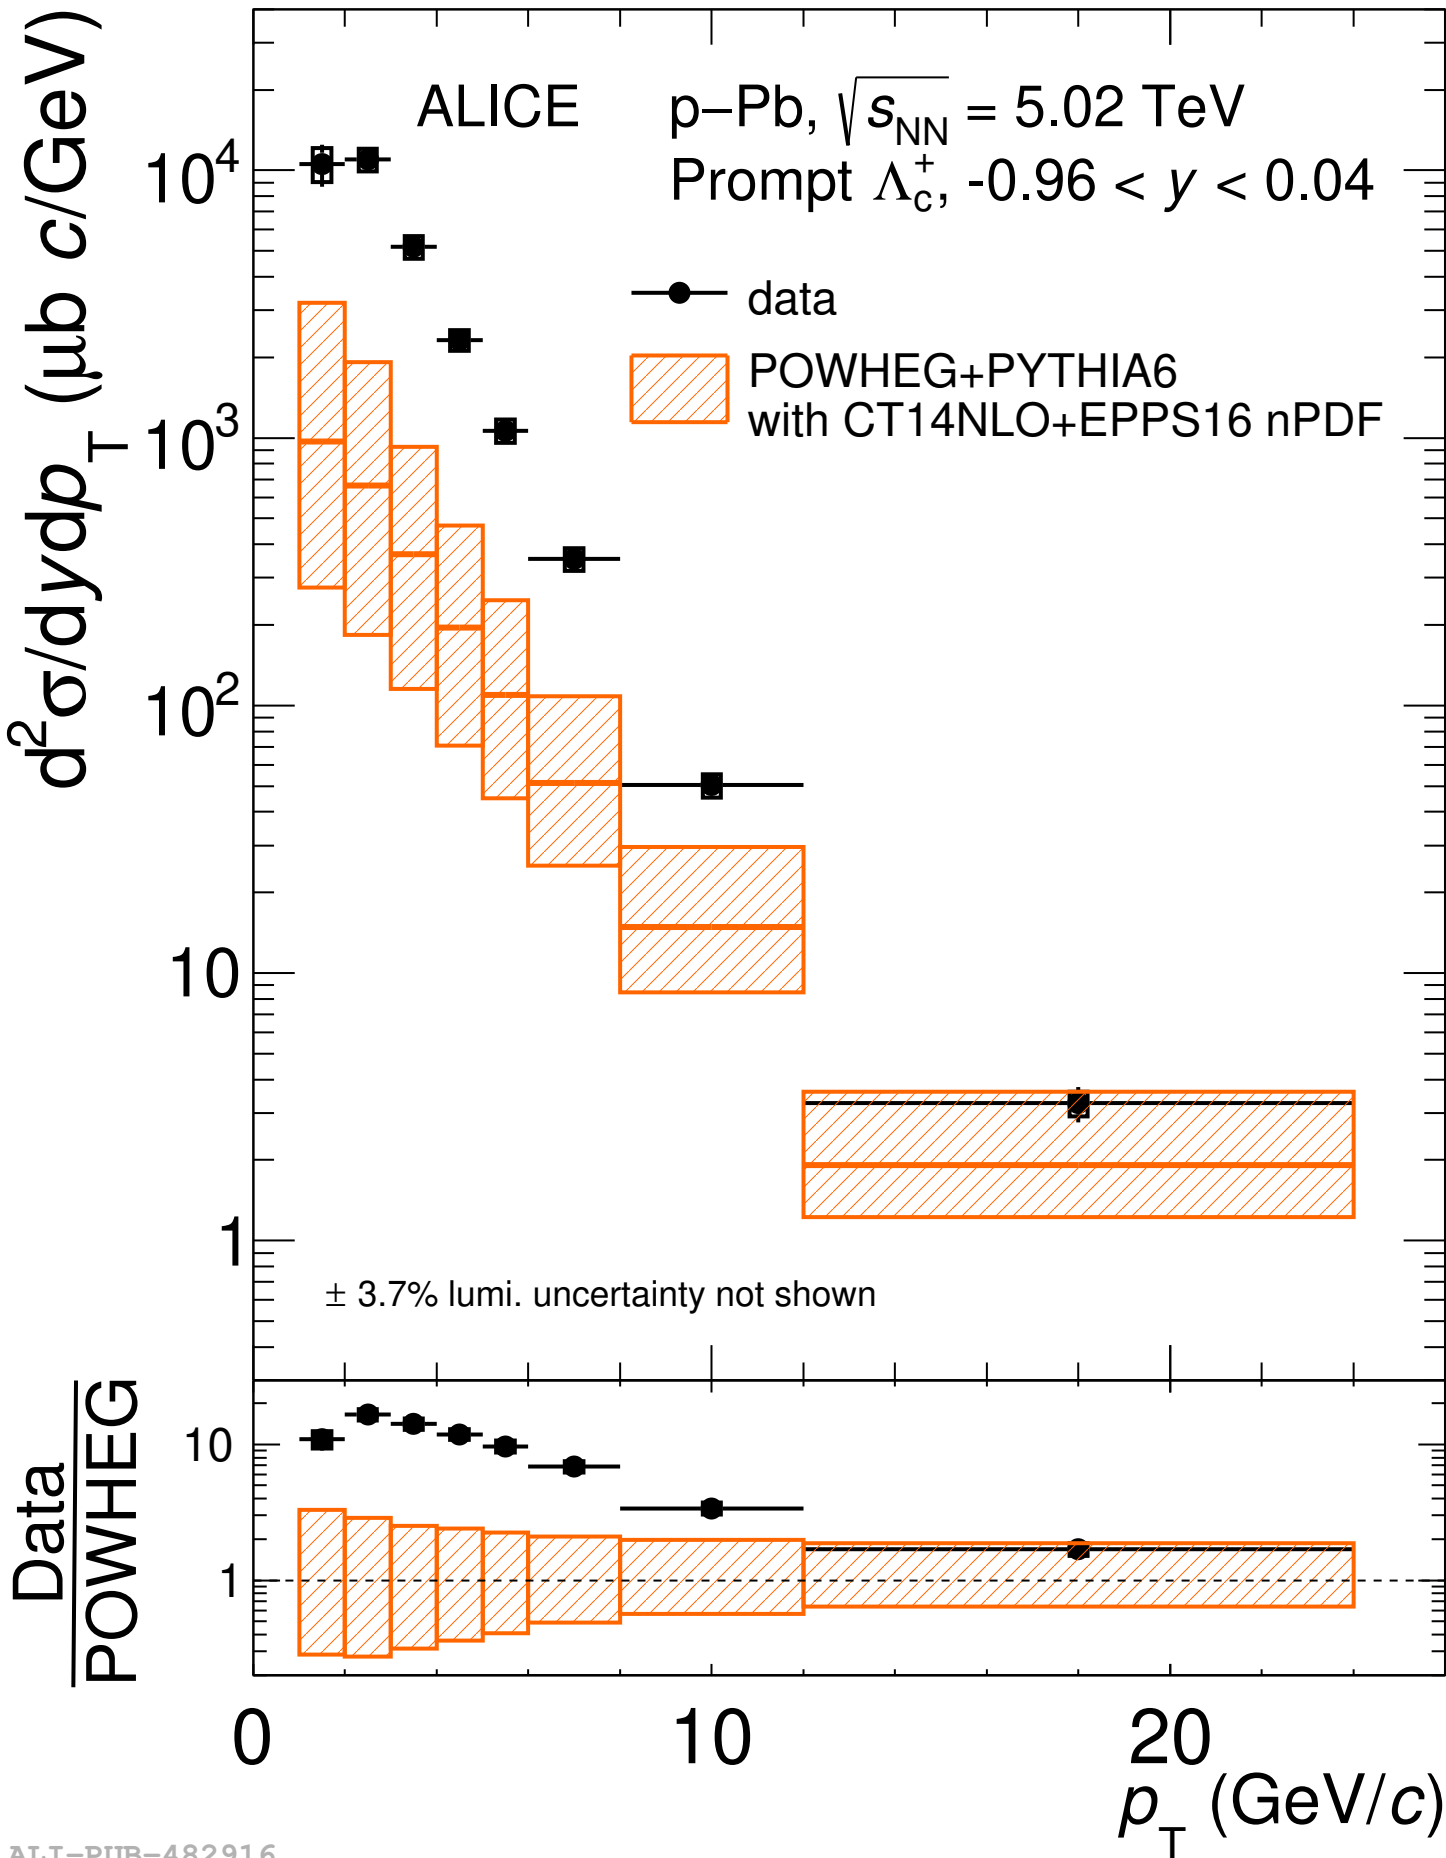 d²σ/dydp_T (μb c/GeV)
10⁴
10³
10²
10
1
ALICE
p−Pb, √s_NN = 5.02 TeV
Prompt Λ_c⁺, -0.96 < y < 0.04
data
POWHEG+PYTHIA6
with CT14NLO+EPPS16 nPDF
± 3.7% lumi. uncertainty not shown
Data
POWHEG
10
1
0 10 20
p_T (GeV/c)
ALI−PUB−482916